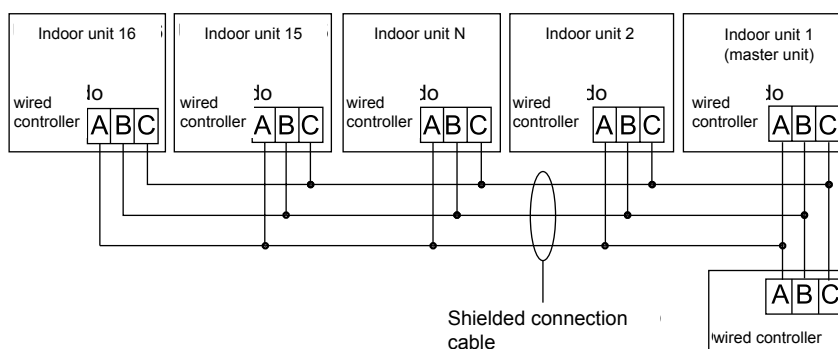 Indoor unit 16
Indoor unit 15
Indoor unit N
Indoor unit 2
Indoor unit 1
(master unit)
wired
controller
A B C
wired
controller
A B C
wired
controller
A B C
wired
controller
A B C
wired
controller
A B C
A B C
Shielded connection
cable
wired controller